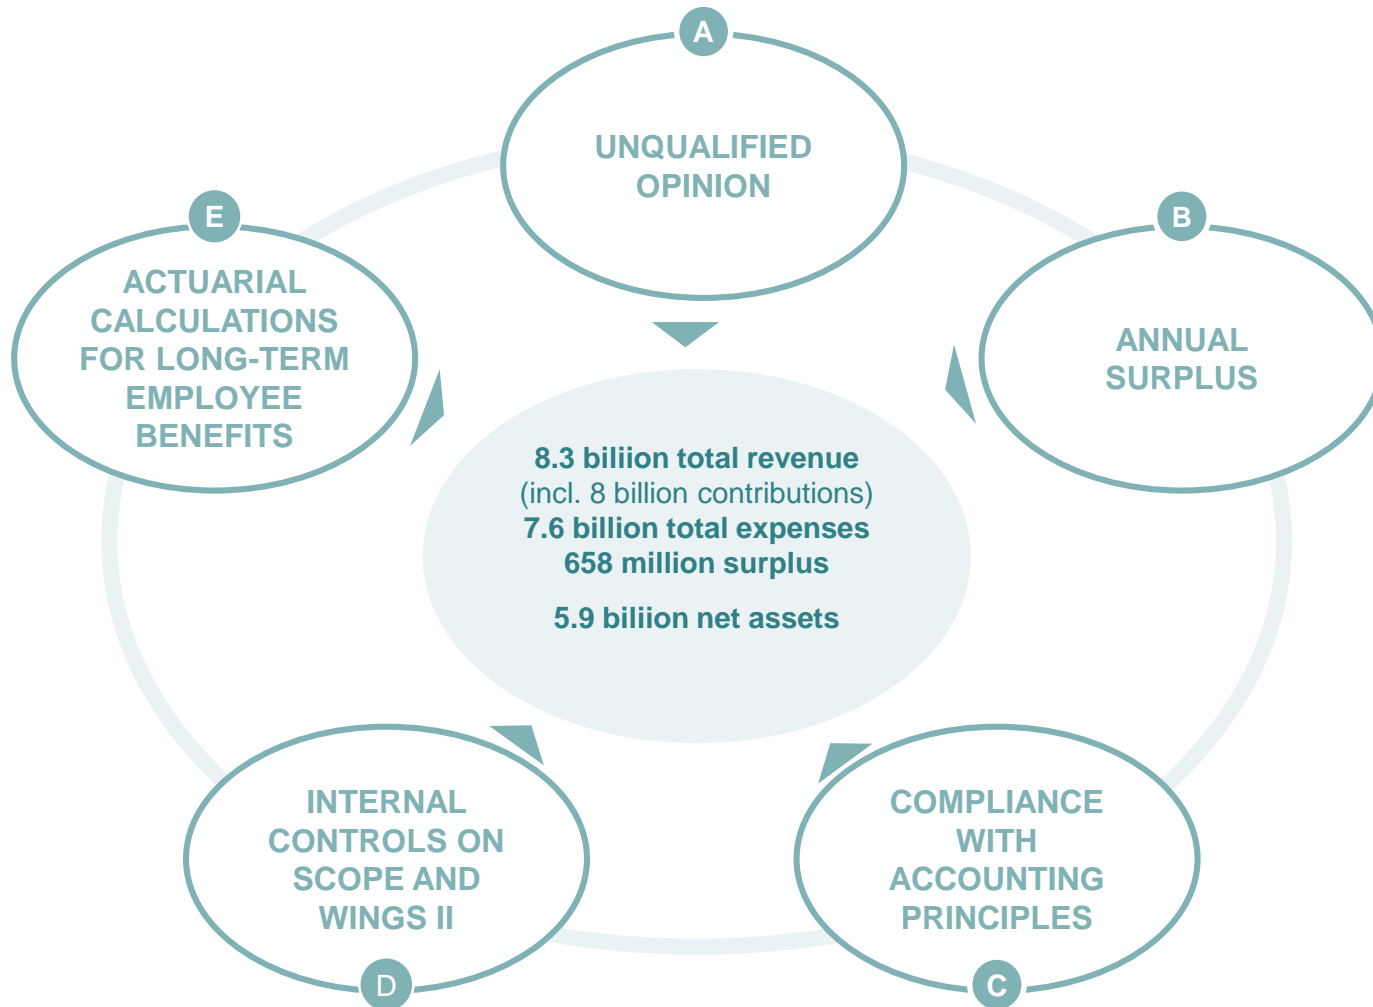 A
UNQUALIFIED
OPINION
B
ANNUAL
SURPLUS
E
ACTUARIAL
CALCULATIONS
FOR LONG-TERM
EMPLOYEE
BENEFITS
8.3 biliion total revenue
(incl. 8 billion contributions)
7.6 billion total expenses
658 million surplus
5.9 biliion net assets
INTERNAL
CONTROLS ON
SCOPE AND
WINGS II
D
COMPLIANCE
WITH
ACCOUNTING
PRINCIPLES
C